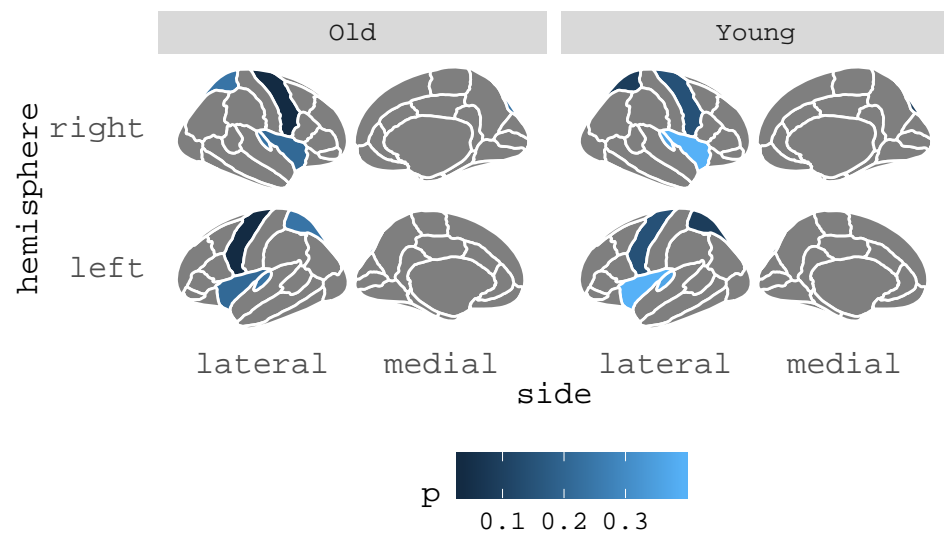 Old Young
hemisphere
right
left
lateral medial lateral medial
side
p
0.1 0.2 0.3